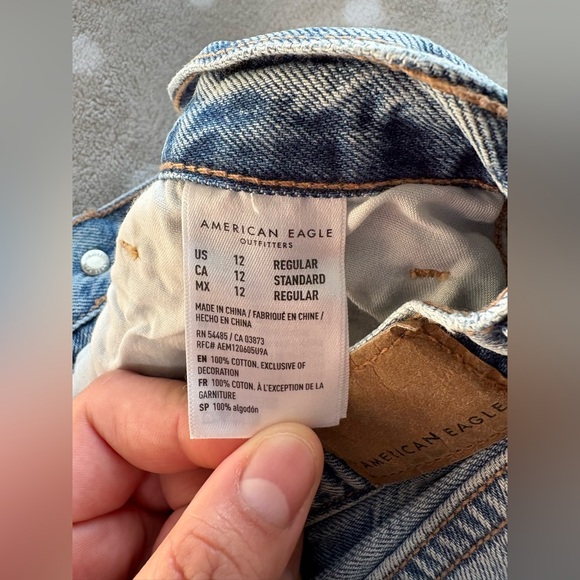 AMERICAN EAGLE
OUTFITTERS
US 12 REGULAR
CA 12 STANDARD
MX 12 REGULAR
MADE IN CHINA / FABRIQUÉ EN CHINE /
HECHO EN CHINA
RN 54485 / CA 03873
RFC# AEM120605U9A
EN 100% COTTON. EXCLUSIVE OF
DECORATION
FR 100% COTON. À L'EXCEPTION DE LA
GARNITURE
SP 100% algodón
AMERICAN EAGLE